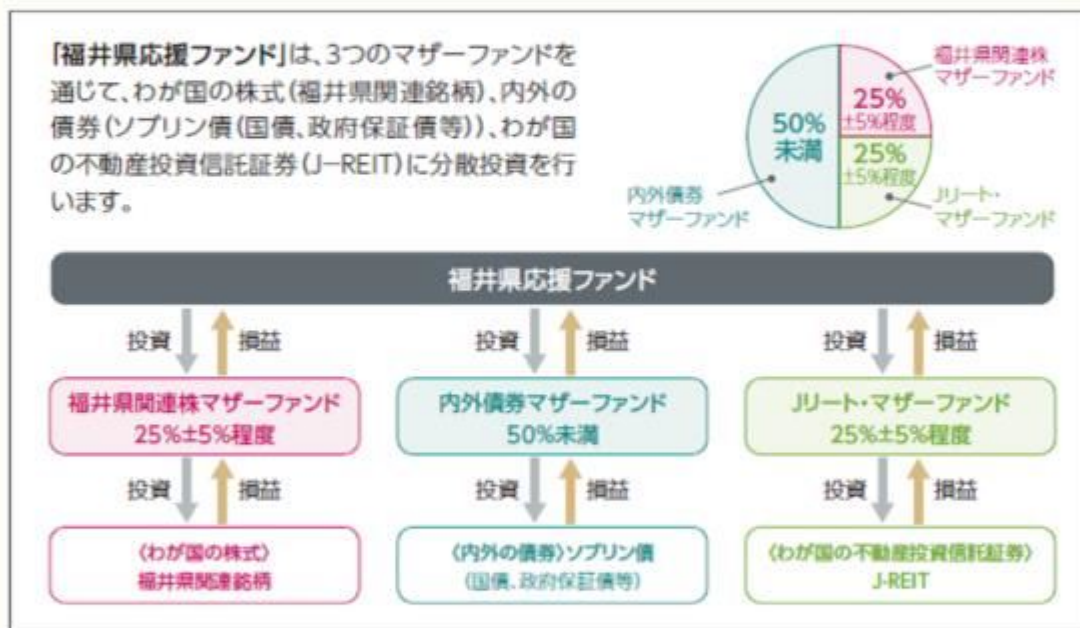 「福井県応援ファンド」は、3つのマザーファンドを
通じて、わが国の株式(福井県関連銘柄)、内外の
債券(ソブリン債(国債、政府保証債等))、わが国
の不動産投資信託証券(J−REIT)に分散投資を行
います。
福井県関連株
マザーファンド
25%
±5%程度
50%
未満
25%
±5%程度
内外債券
マザーファンド
Jリート・
マザーファンド
福井県応援ファンド
投資 損益 投資 損益 投資 損益
福井県関連株マザーファンド
25%±5%程度
内外債券マザーファンド
50%未満
Jリート・マザーファンド
25%±5%程度
投資 損益 投資 損益 投資 損益
〈わが国の株式〉
福井県関連銘柄
〈内外の債券〉ソブリン債
(国債、政府保証債等)
〈わが国の不動産投資信託証券〉
J-REIT